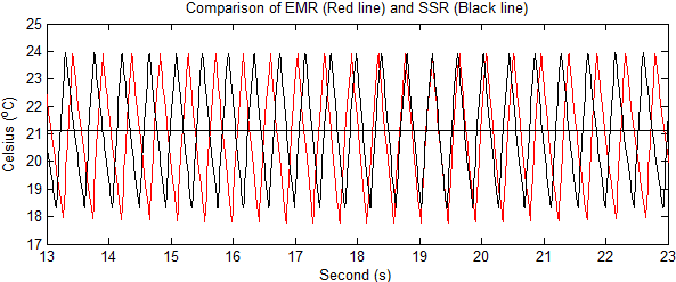 Comparison of EMR (Red line) and SSR (Black line)
25
24
23
22
21
20
19
18
17
Celsius (⁰C)
13 14 15 16 17 18 19 20 21 22 23
Second (s)